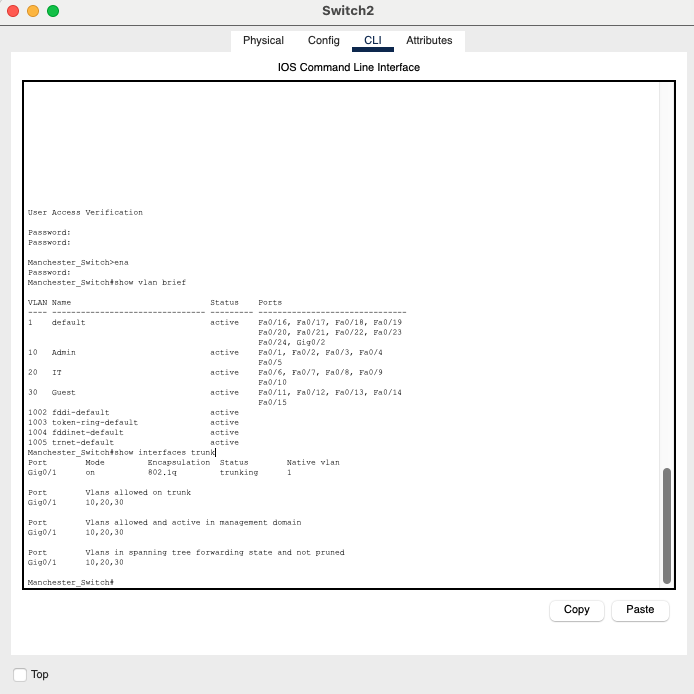 Switch2
Physical Config CLI Attributes
IOS Command Line Interface
User Access Verification
Password:
Password:
Manchester_Switch>ena
Password:
Manchester_Switch#show vlan brief
VLAN Name                             Status    Ports
---- -------------------------------- --------- -------------------------------
1    default                          active    Fa0/16, Fa0/17, Fa0/18, Fa0/19
                                                Fa0/20, Fa0/21, Fa0/22, Fa0/23
                                                Fa0/24, Gig0/2
10   Admin                            active    Fa0/1, Fa0/2, Fa0/3, Fa0/4
                                                Fa0/5
20   IT                               active    Fa0/6, Fa0/7, Fa0/8, Fa0/9
                                                Fa0/10
30   Guest                            active    Fa0/11, Fa0/12, Fa0/13, Fa0/14
                                                Fa0/15
1002 fddi-default                     active
1003 token-ring-default               active
1004 fddinet-default                  active
1005 trnet-default                    active
Manchester_Switch#show interfaces trunk
Port        Mode         Encapsulation  Status        Native vlan
Gig0/1      on           802.1q         trunking      1
Port        Vlans allowed on trunk
Gig0/1      10,20,30
Port        Vlans allowed and active in management domain
Gig0/1      10,20,30
Port        Vlans in spanning tree forwarding state and not pruned
Gig0/1      10,20,30
Manchester_Switch#
Copy Paste
Top